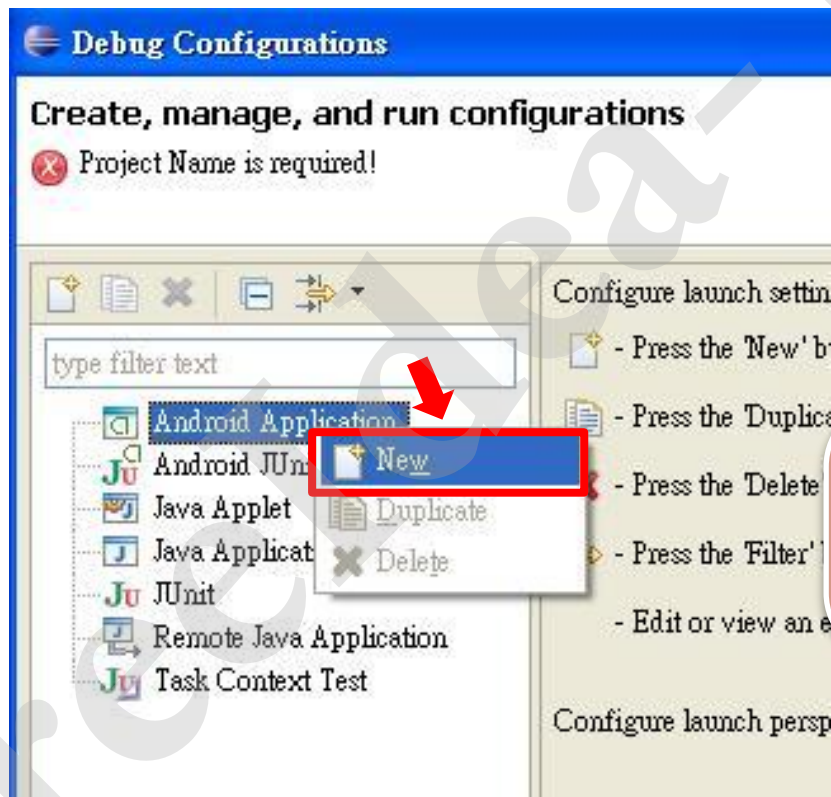 Debug Configurations
Create, manage, and run configurations
Project Name is required!
type filter text
Android Application
Android JUn
Java Applet
Java Applicat
JUnit
Remote Java Application
Task Context Test
New
Duplicate
Delete
Configure launch settin
- Press the 'New' b
- Press the 'Duplica
- Press the 'Delete
- Press the 'Filter'
- Edit or view an e
Configure launch persp